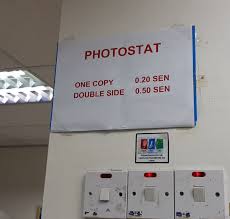 PHOTOSTAT
ONE COPY 0.20 SEN
DOUBLE SIDE 0.50 SEN